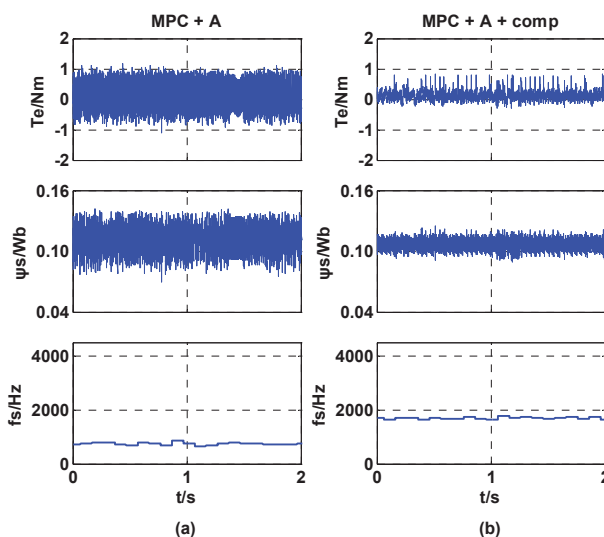 MPC + A
2
1
0
-1
-2
Te/Nm
0.16
0.10
0.04
ψs/Wb
4000
2000
0
fs/Hz
0 1 2
t/s
(a)
MPC + A + comp
2
1
0
-1
-2
Te/Nm
0.16
0.10
0.04
ψs/Wb
4000
2000
0
fs/Hz
0 1 2
t/s
(b)